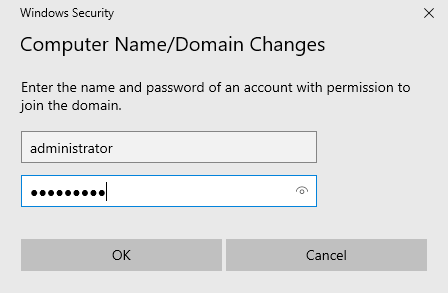 Windows Security
Computer Name/Domain Changes
Enter the name and password of an account with permission to
join the domain.
administrator
●●●●●●●●●
OK
Cancel